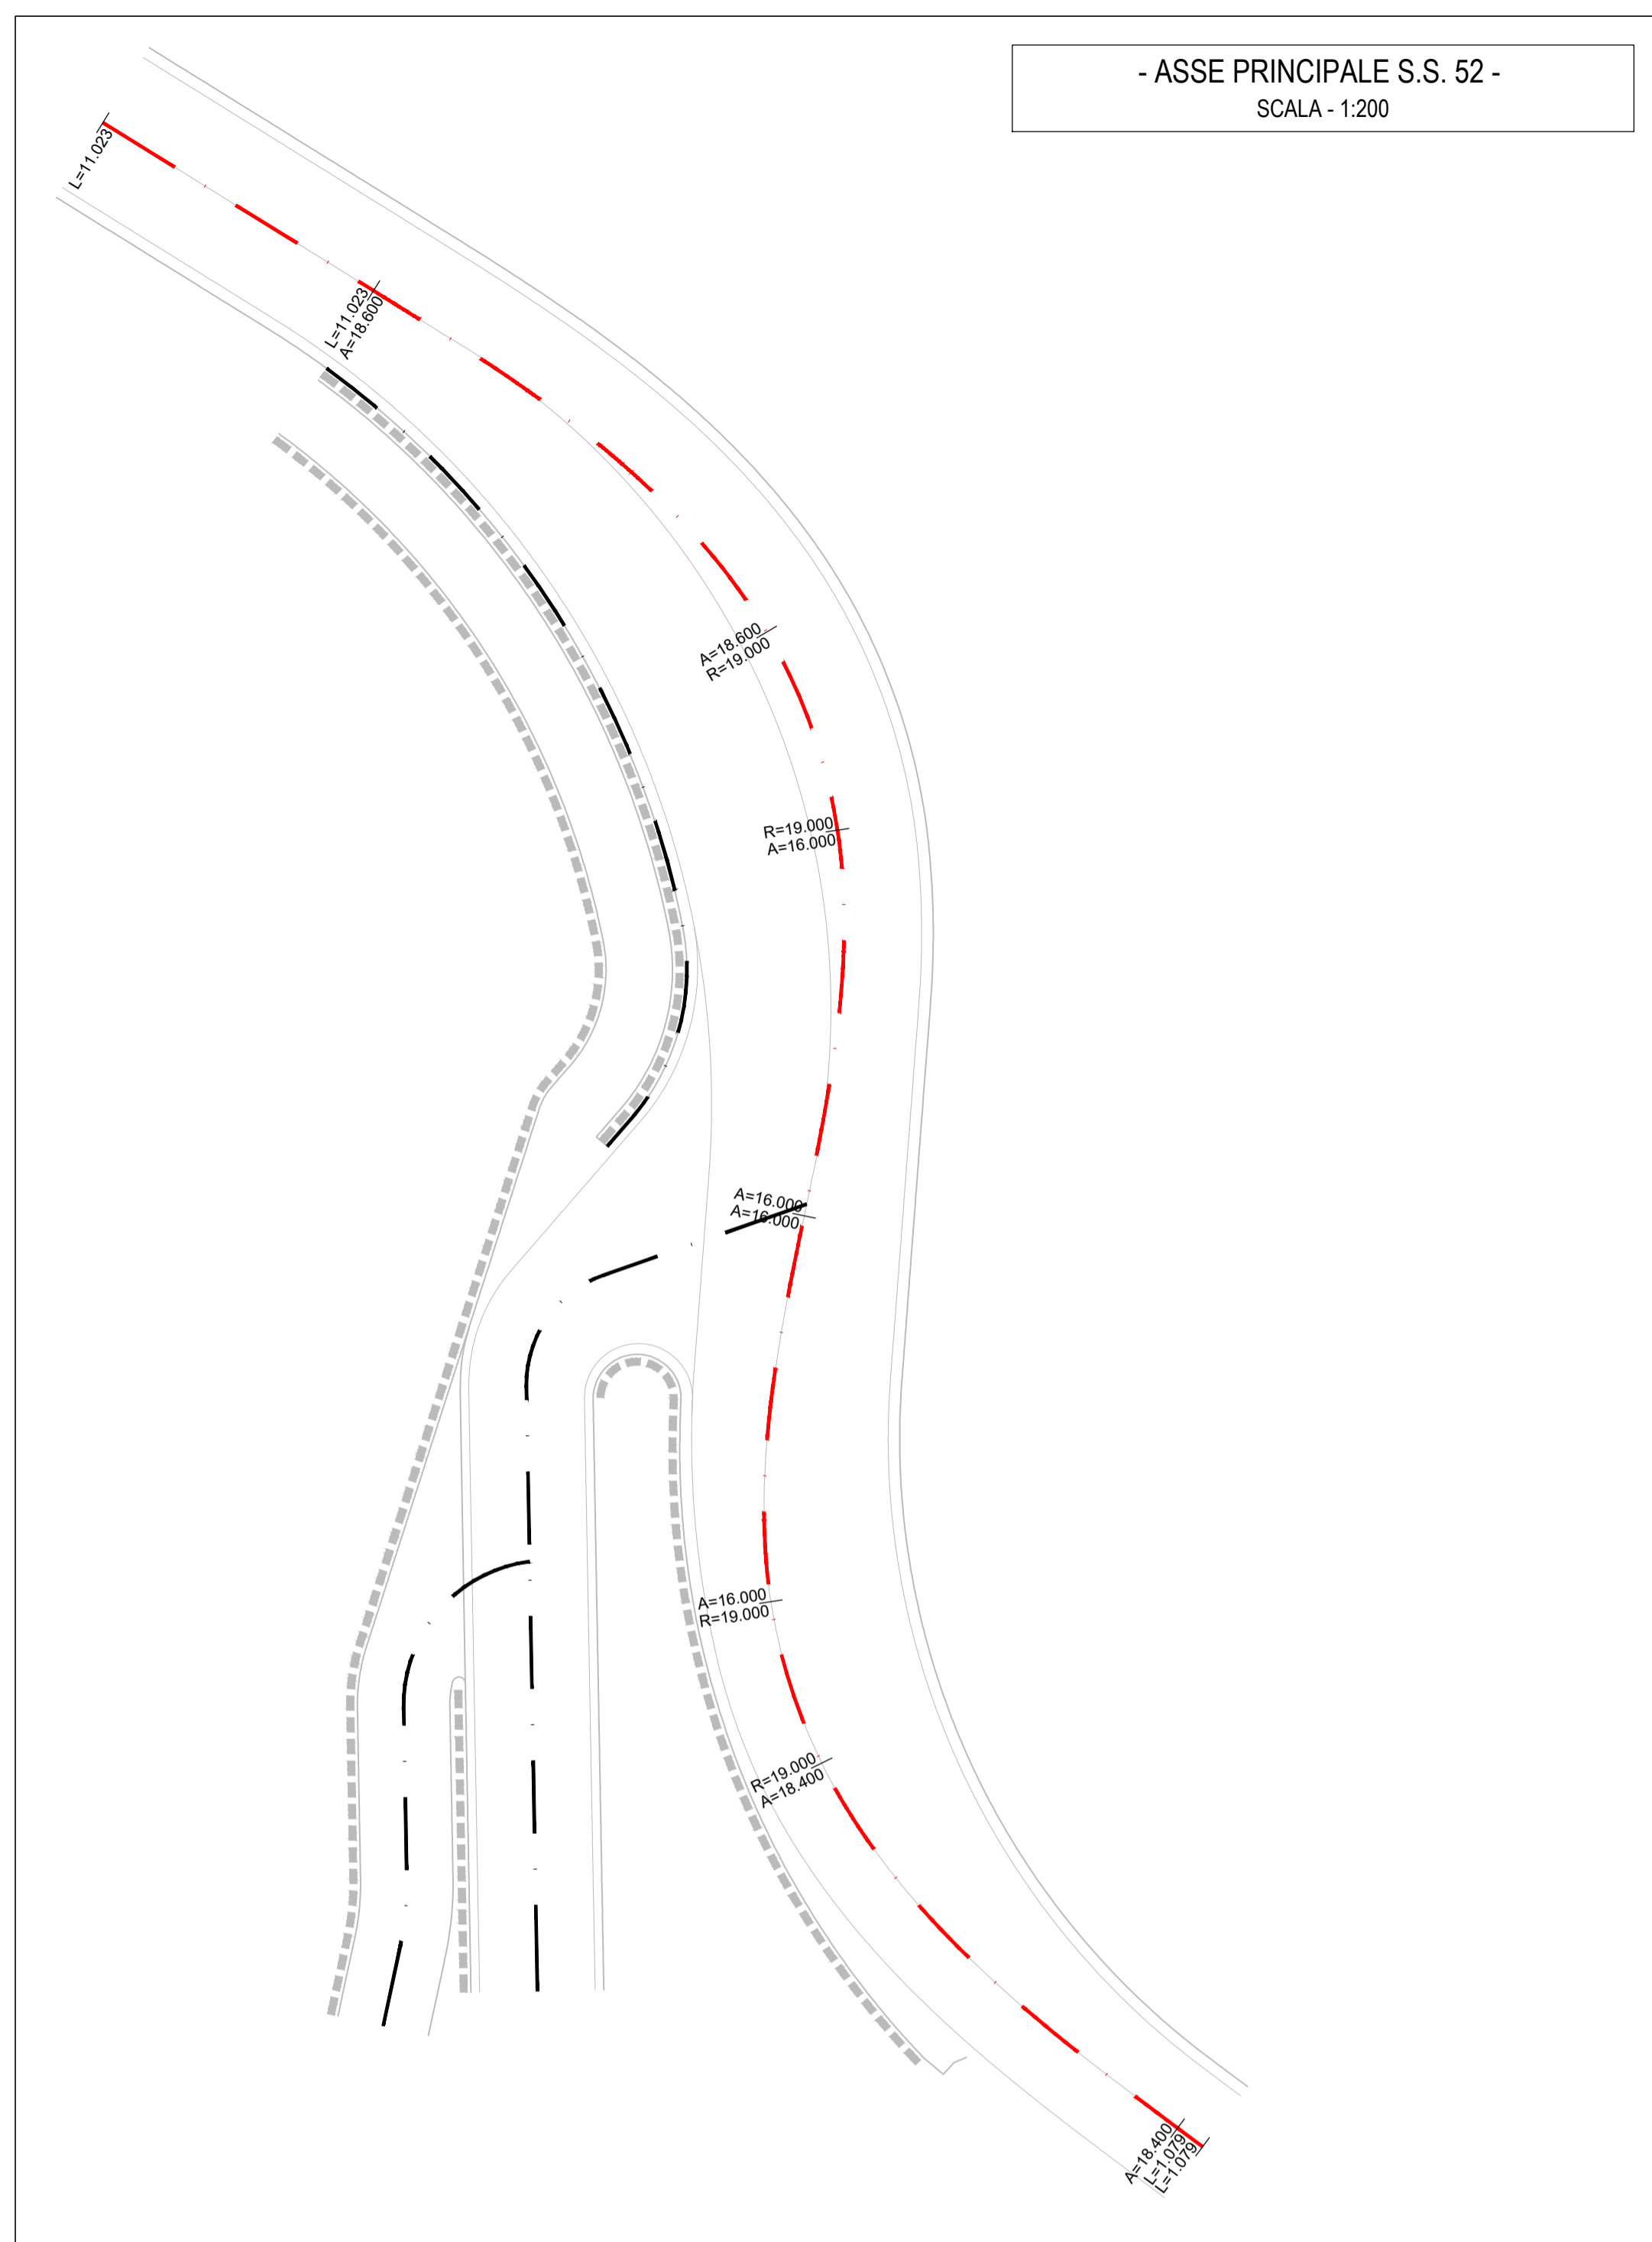 - ASSE PRINCIPALE S.S. 52 -
SCALA - 1:200
L=11.023
L=11.023
A=18.600
A=18.600
R=19.000
R=19.000
A=16.000
A=16.000
A=16.000
A=16.000
R=19.000
R=19.000
A=18.400
A=18.400
L=1.079
L=1.079